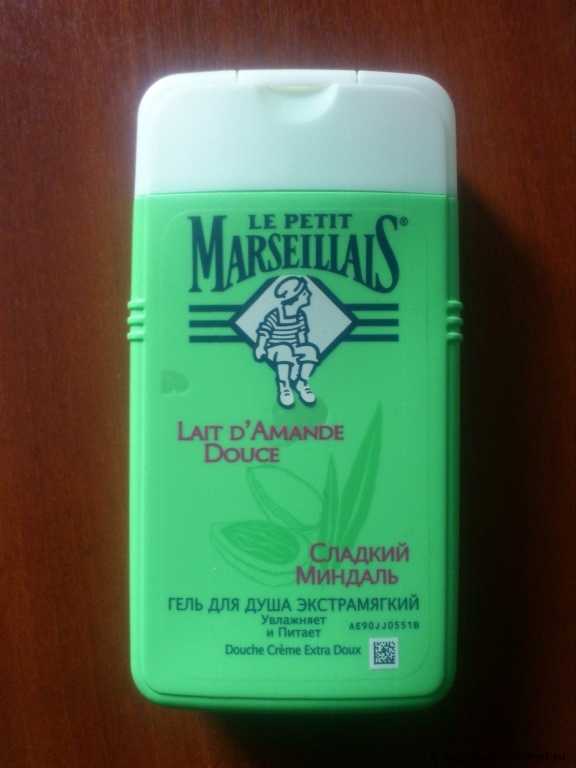 LE PETIT
MARSEILLAIS®
LAIT D'AMANDE
DOUCE
СЛАДКИЙ
МИНДАЛЬ
ГЕЛЬ ДЛЯ ДУША ЭКСТРАМЯГКИЙ
Увлажняет
и Питает
AE90JJ0551B
Douche Crème Extra Doux